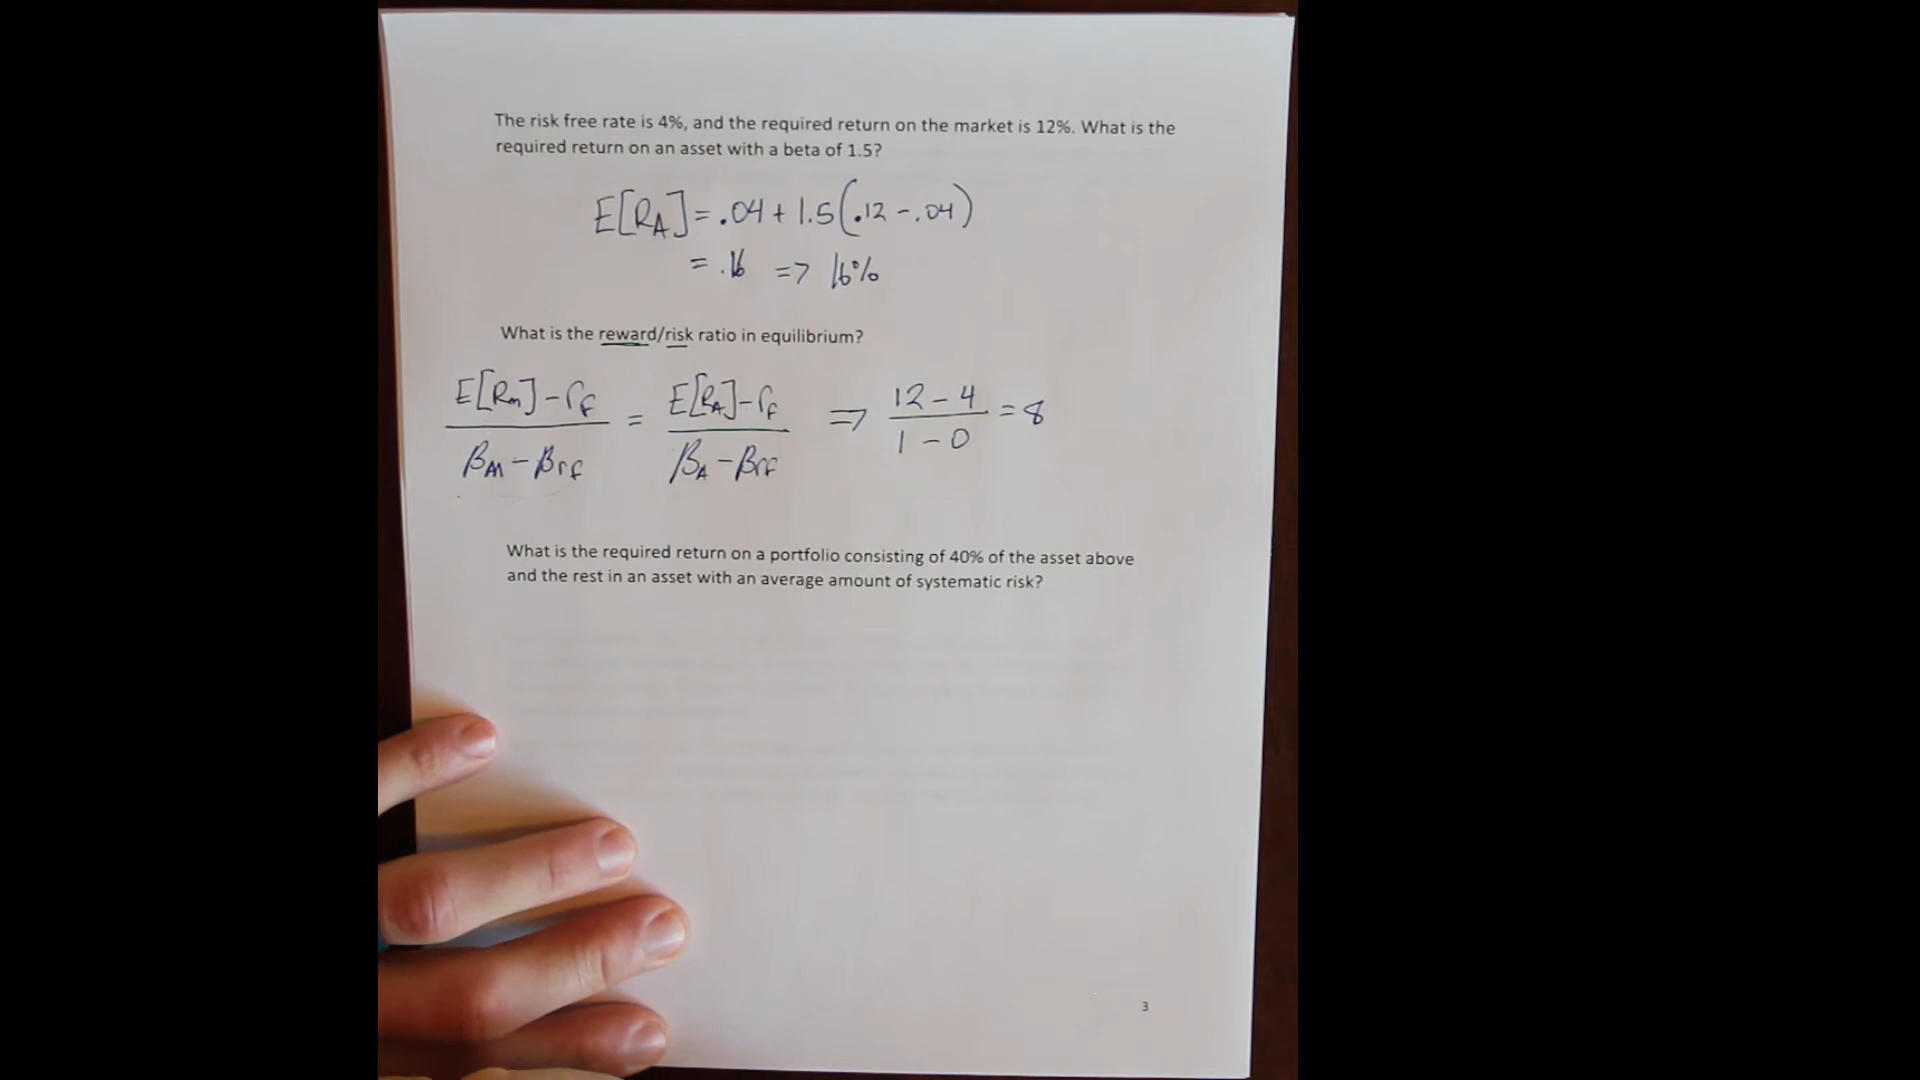 The risk free rate is 4%, and the required return on the market is 12%. What is the
required return on an asset with a beta of 1.5?
E[RA] = .04 + 1.5(.12 - .04)
= .16 => 16%
What is the reward/risk ratio in equilibrium?
E[Rm] - rf / βM - βrf = E[RA] - rf / βA - βrf => 12 - 4 / 1 - 0 = 8
What is the required return on a portfolio consisting of 40% of the asset above
and the rest in an asset with an average amount of systematic risk?
3